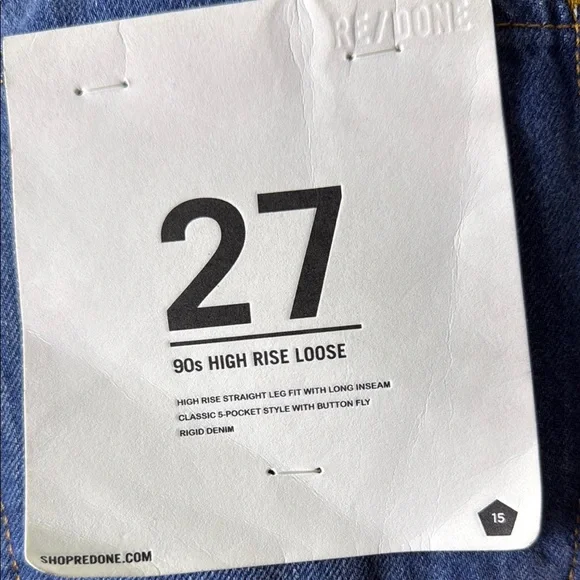 RE/DONE
27
90s HIGH RISE LOOSE
HIGH RISE STRAIGHT LEG FIT WITH LONG INSEAM
CLASSIC 5-POCKET STYLE WITH BUTTON FLY
RIGID DENIM
15
SHOPREDONE.COM